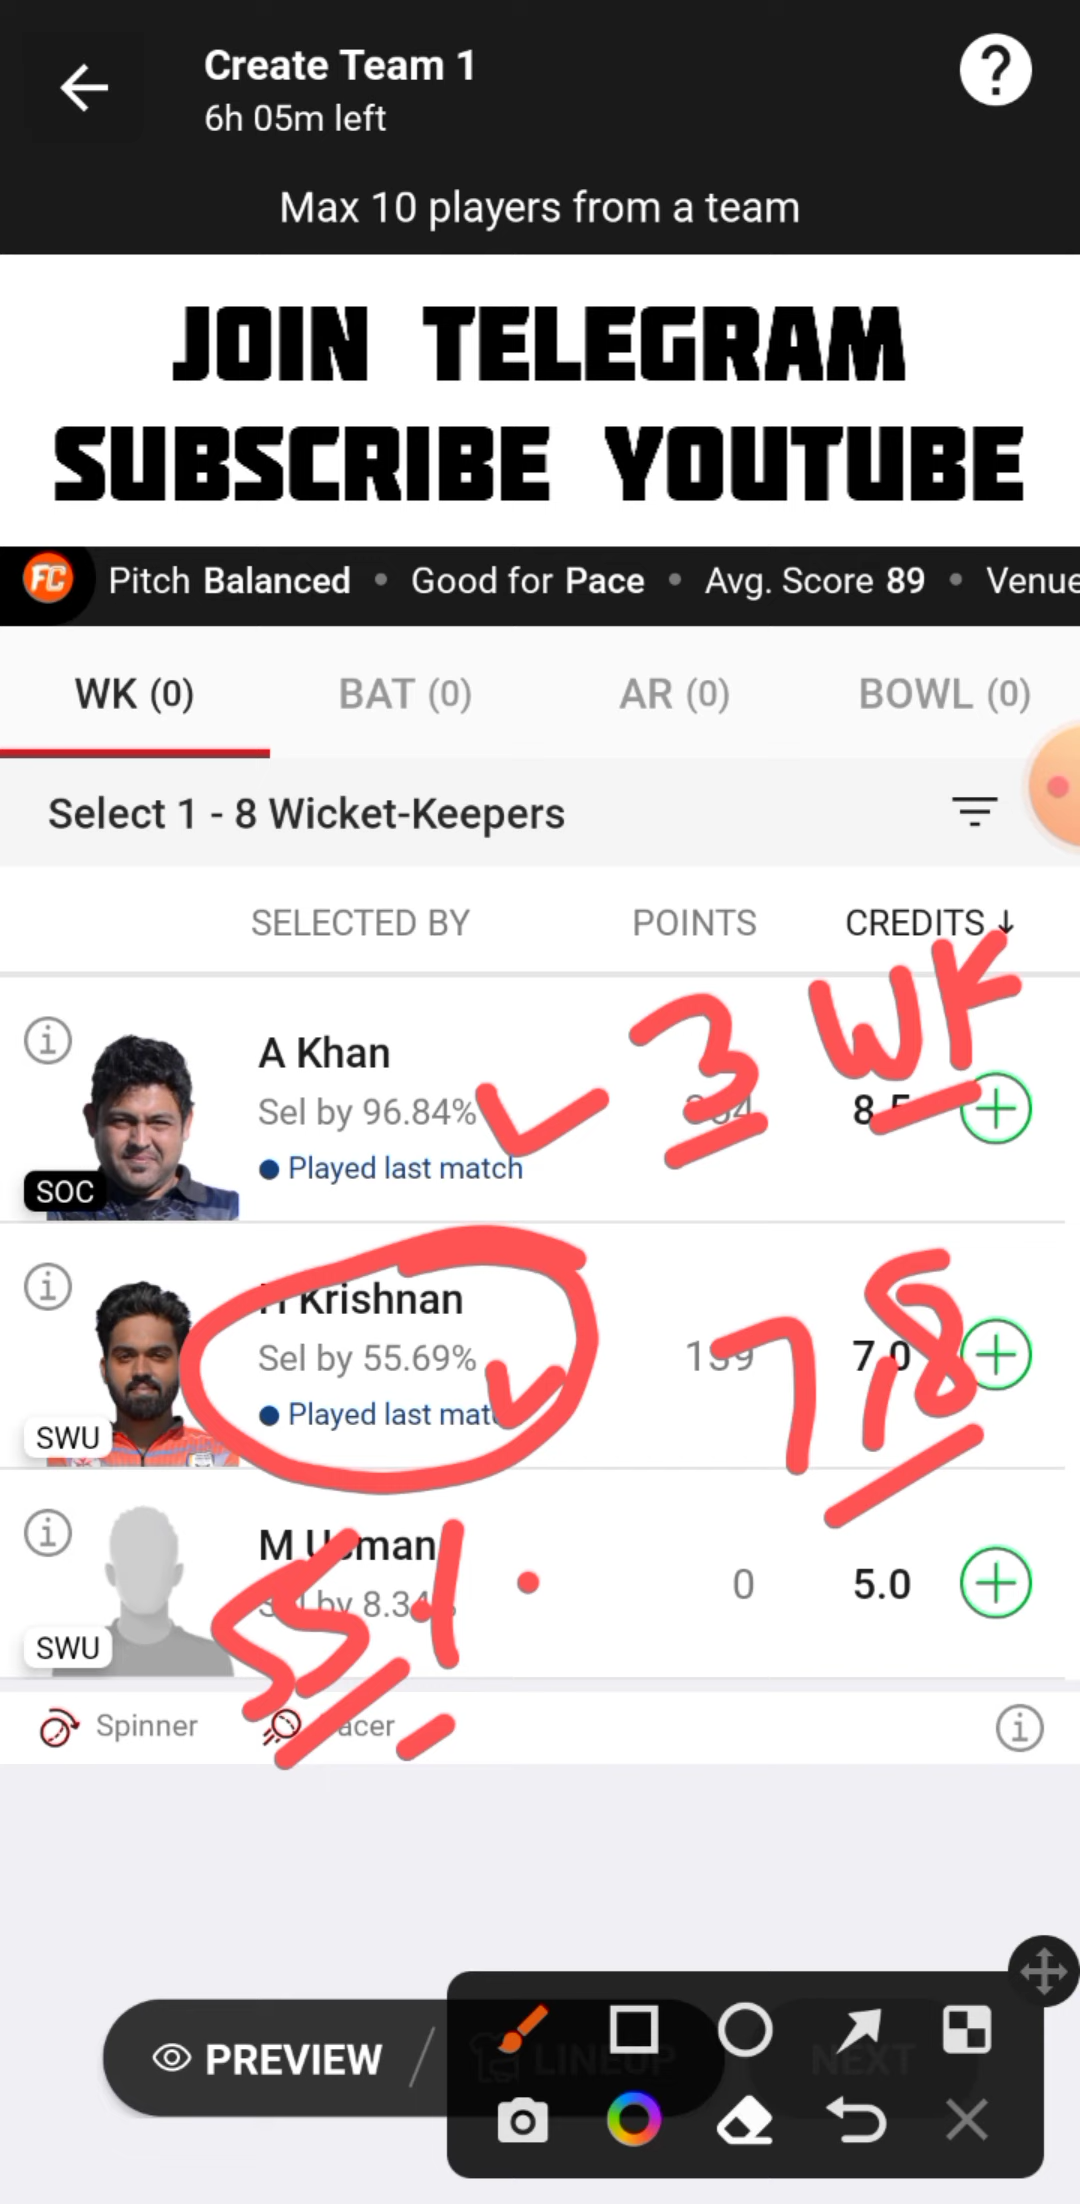 Create Team 1
6h 05m left
Max 10 players from a team
JOIN TELEGRAM
SUBSCRIBE YOUTUBE
FC Pitch Balanced • Good for Pace • Avg. Score 89 • Venue
WK (0) BAT (0) AR (0) BOWL (0)
Select 1 - 8 Wicket-Keepers
SELECTED BY POINTS CREDITS ↓
3 WK
A Khan
Sel by 96.84%
Played last match
SOC
Krishnan
Sel by 55.69%
7.0
Played last
SWU
7,8
M
0 5.0
SWU
Spinner
PREVIEW / LINEUP NEXT